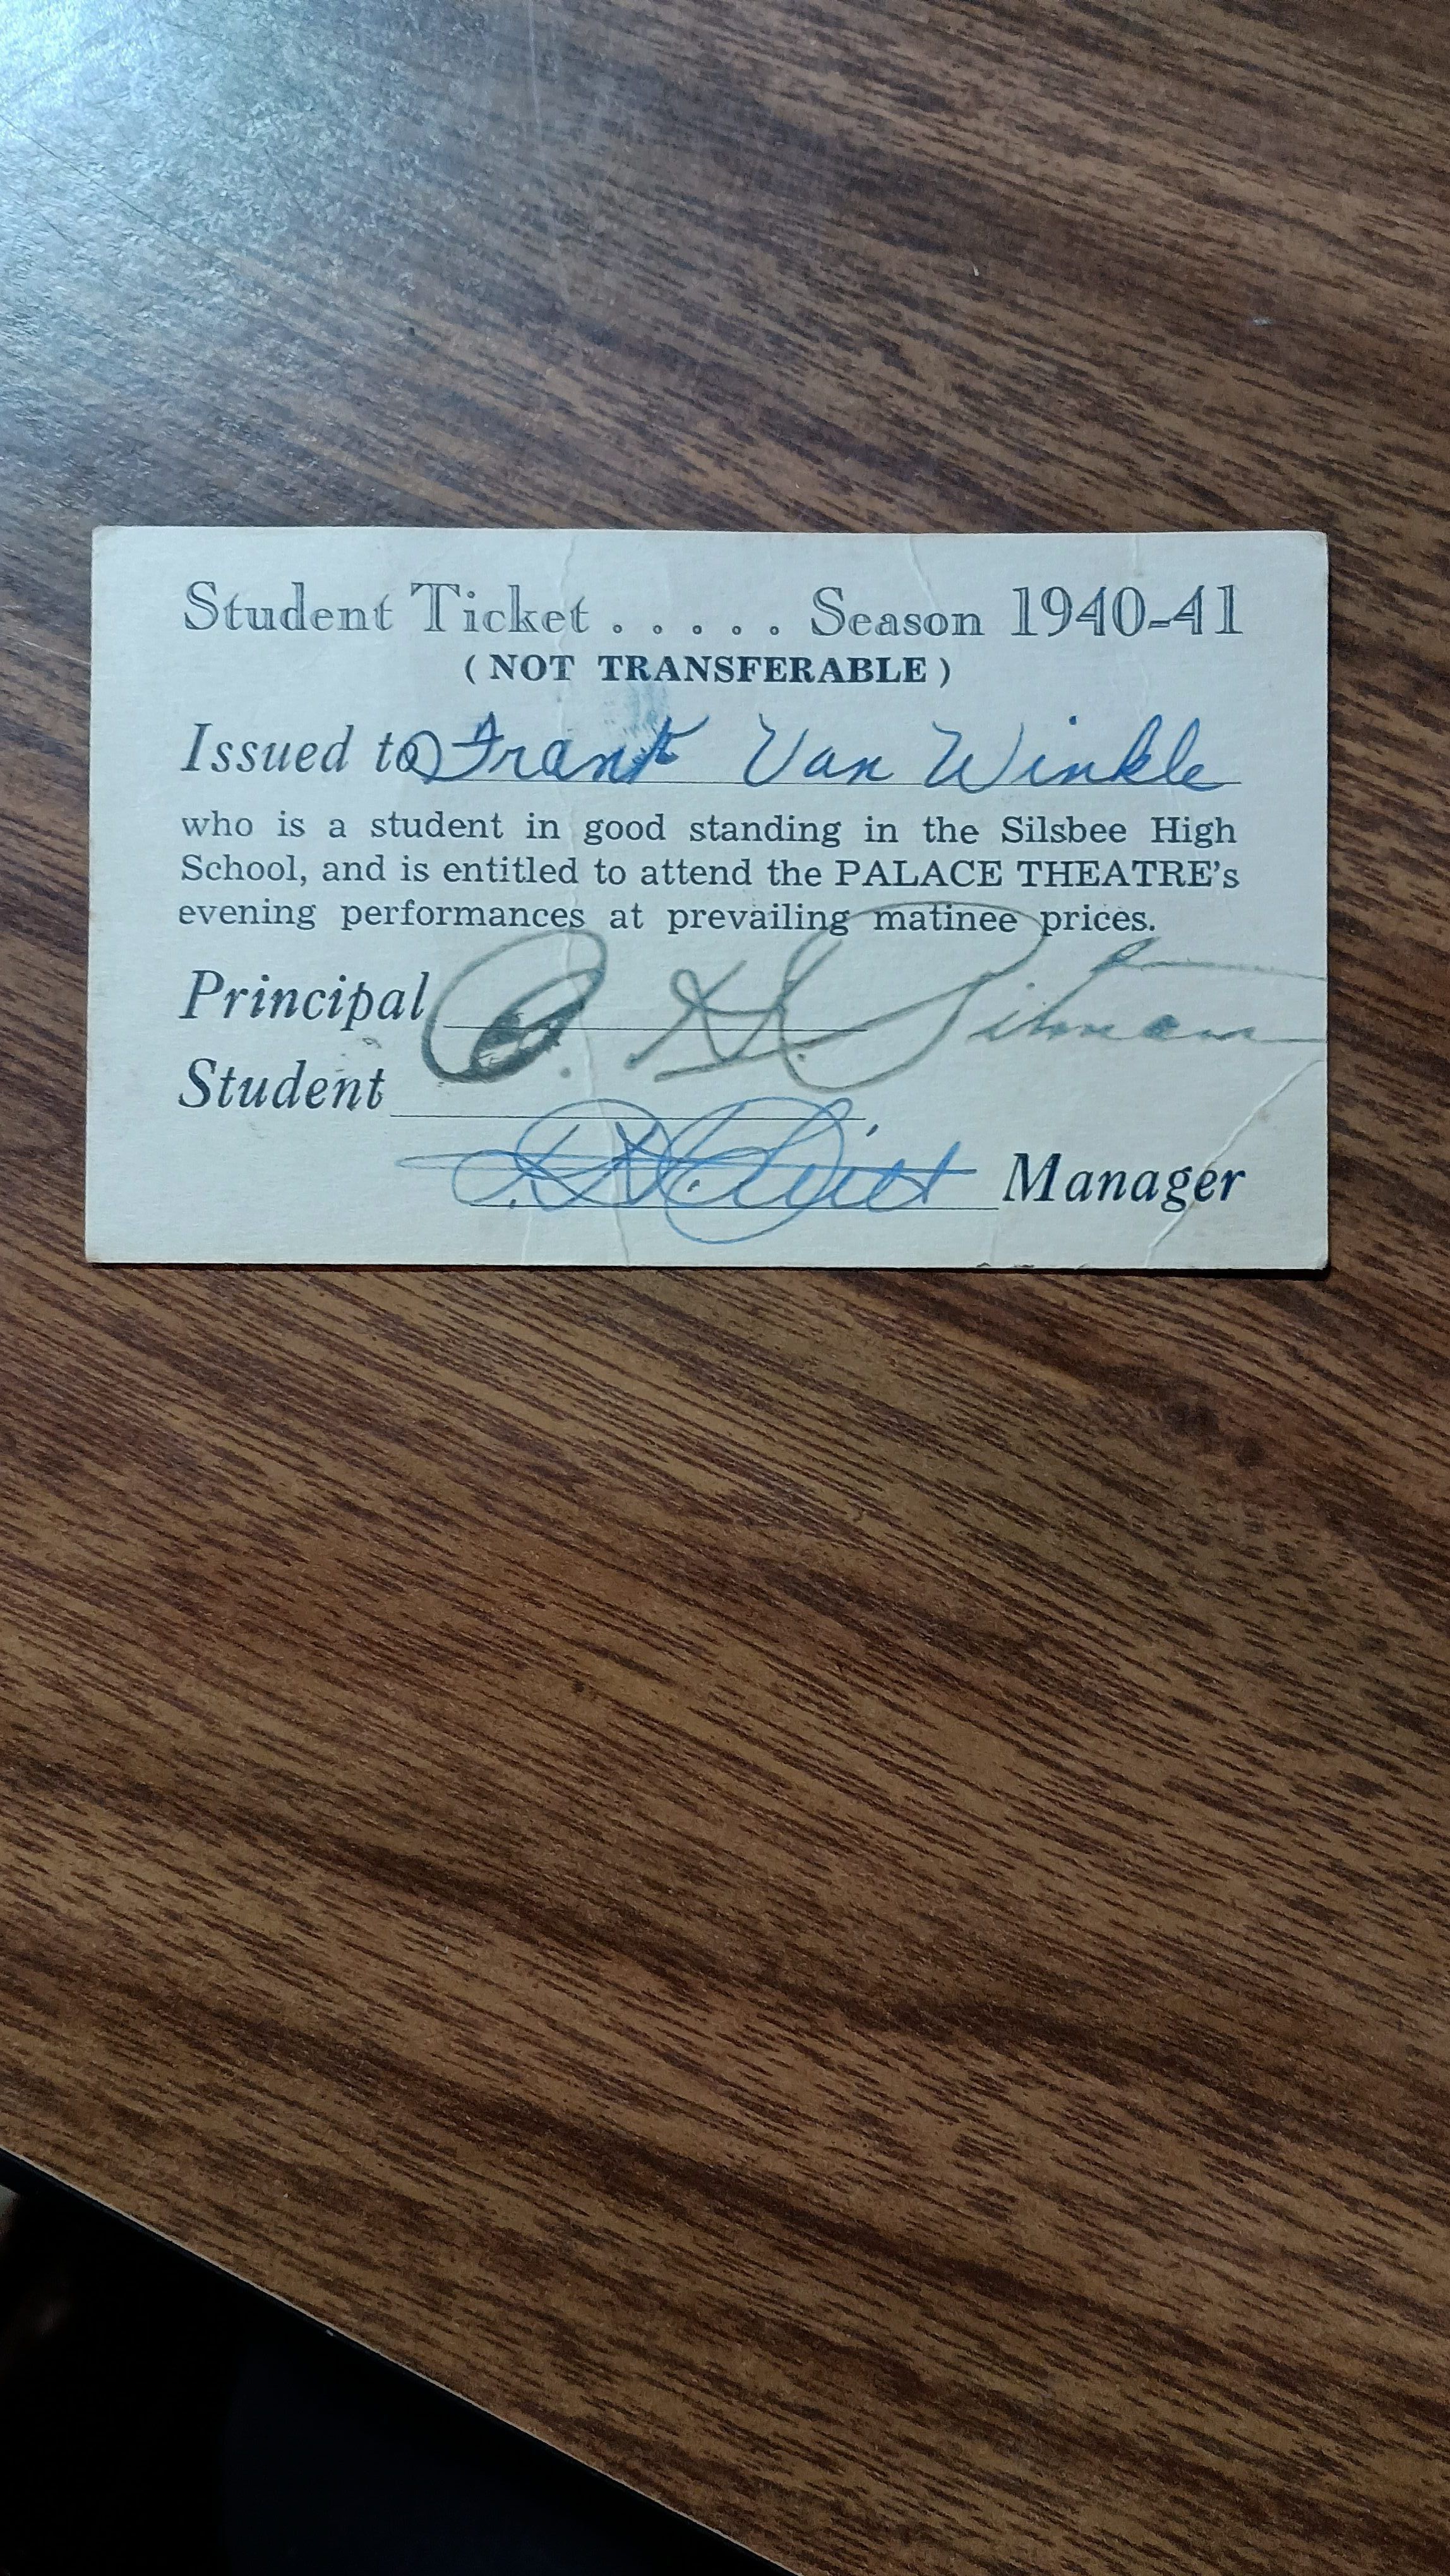 Student Ticket . . . . . Season 1940-41
( NOT TRANSFERABLE )
Issued to Frank Van Winkle
who is a student in good standing in the Silsbee High
School, and is entitled to attend the PALACE THEATRE's
evening performances at prevailing matinee prices.
Principal
Student
Manager